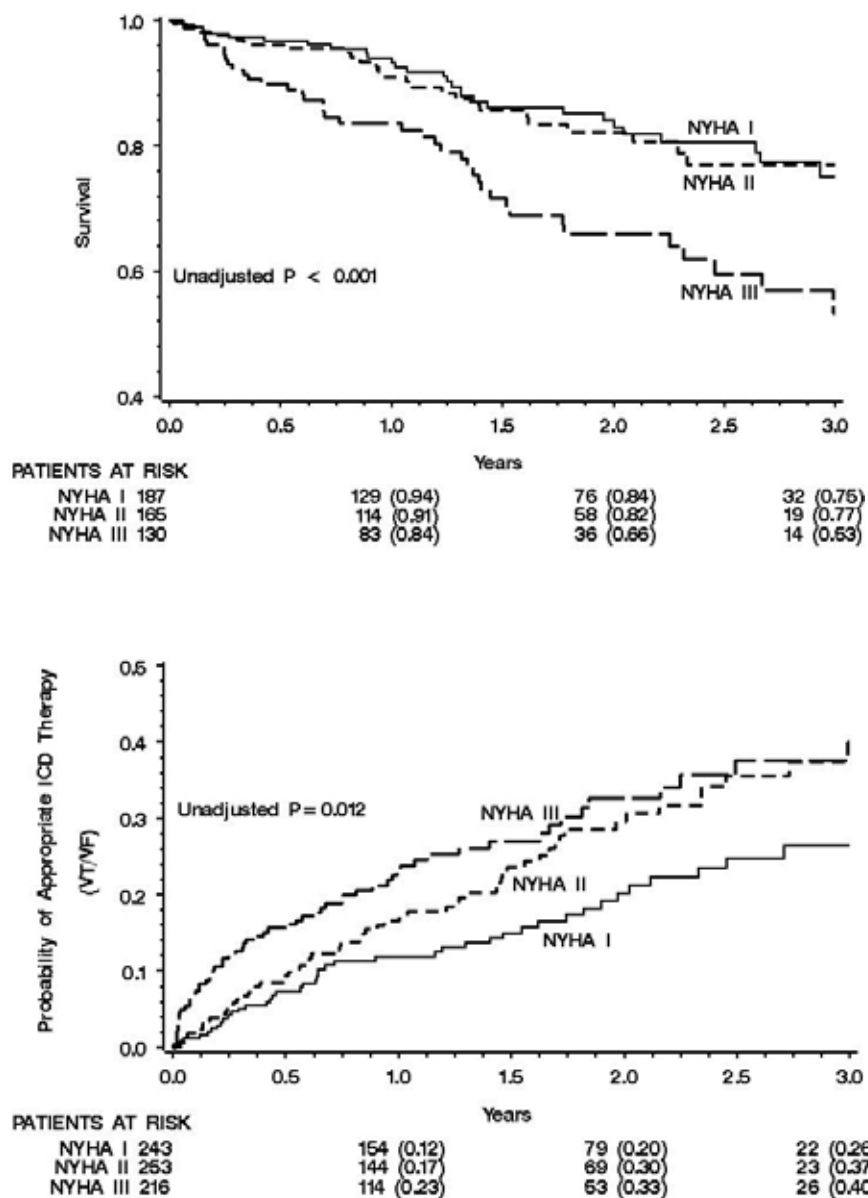 1.0
0.8
0.6
0.4
Survival
NYHA I
NYHA II
NYHA III
Unadjusted P < 0.001
0.0 0.5 1.0 1.5 2.0 2.5 3.0
Years
PATIENTS AT RISK
NYHA I 187 129 (0.94) 76 (0.84) 32 (0.75)
NYHA II 165 114 (0.91) 58 (0.82) 19 (0.77)
NYHA III 130 83 (0.84) 36 (0.66) 14 (0.53)
0.5
0.4
0.3
0.2
0.1
0.0
Probability of Appropriate ICD Therapy
(VT/VF)
Unadjusted P = 0.012
NYHA III
NYHA II
NYHA I
0.0 0.5 1.0 1.5 2.0 2.5 3.0
Years
PATIENTS AT RISK
NYHA I 243 154 (0.12) 79 (0.20) 22 (0.26
NYHA II 253 144 (0.17) 69 (0.30) 23 (0.37
NYHA III 216 114 (0.23) 53 (0.33) 26 (0.40